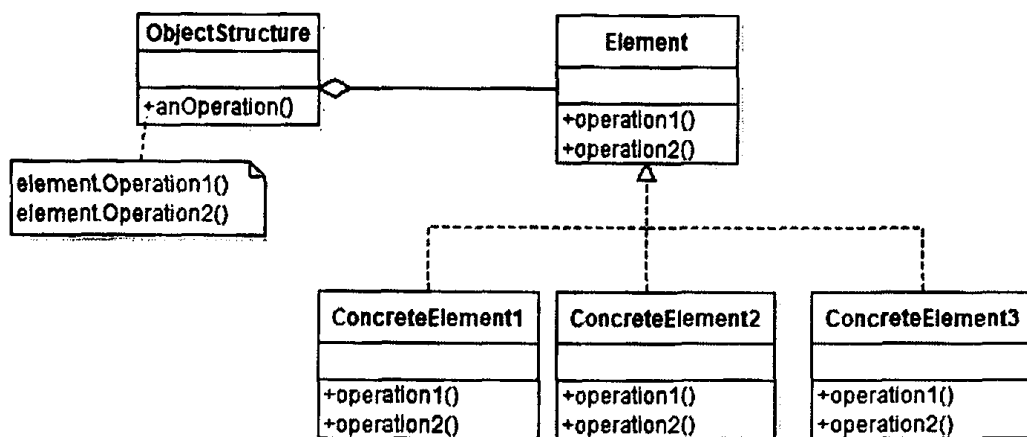 ObjectStructure
+anOperation()
element.Operation1()
element.Operation2()
Element
+operation1()
+operation2()
ConcreteElement1
+operation1()
+operation2()
ConcreteElement2
+operation1()
+operation2()
ConcreteElement3
+operation1()
+operation2()